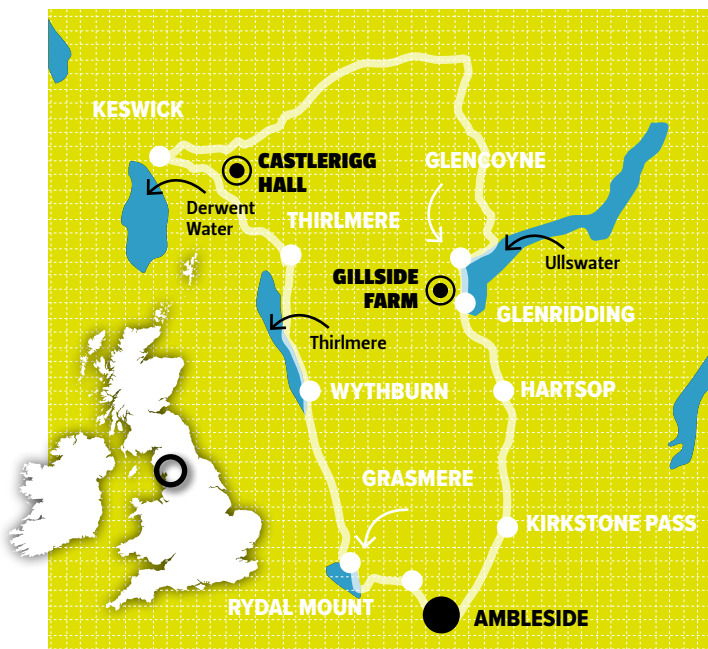 KESWICK
CASTLERIGG
HALL
GLENCOYNE
Derwent
Water
THIRLMERE
Ullswater
GILLSIDE
FARM
GLENRIDDING
Thirlmere
WYTHBURN
HARTSOP
GRASMERE
KIRKSTONE PASS
RYDAL MOUNT
AMBLESIDE